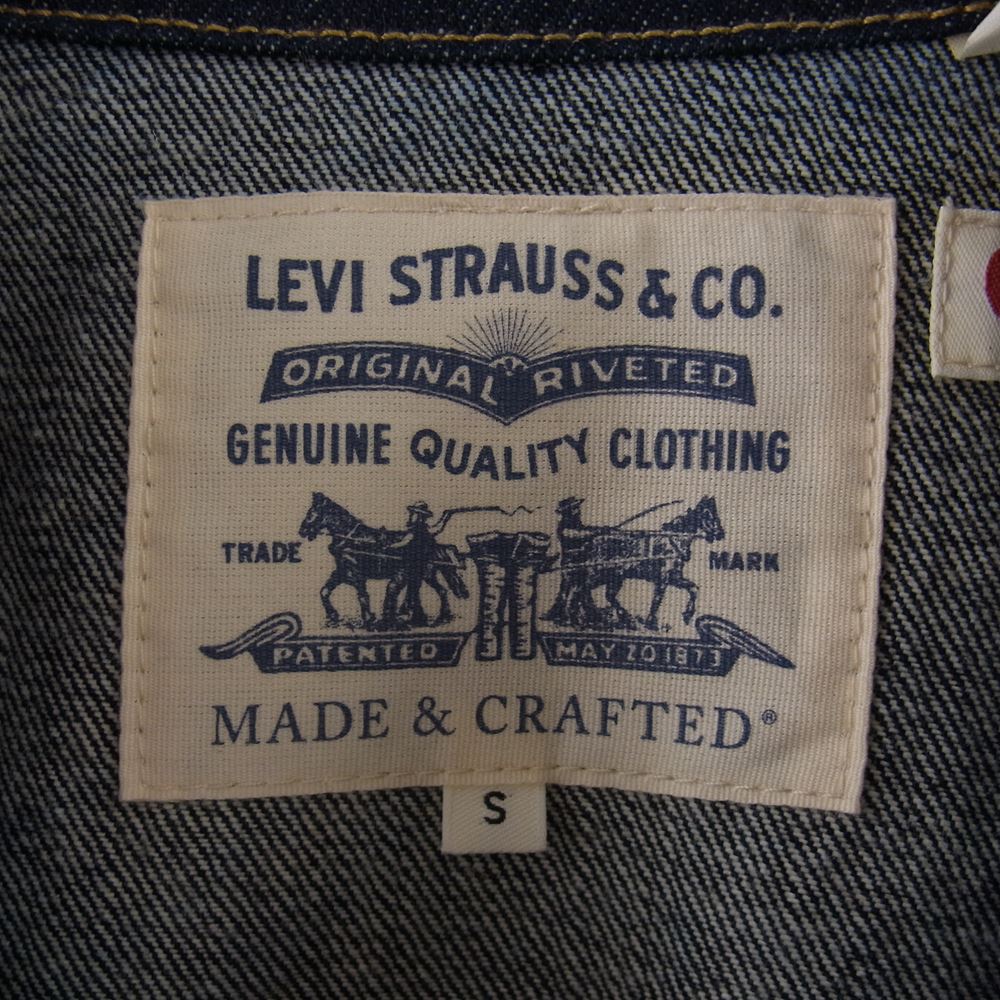 LEVI STRAUSS & CO.
ORIGINAL RIVETED
GENUINE QUALITY CLOTHING
TRADE MARK
PATENTED MAY 20 1873
MADE & CRAFTED®
S